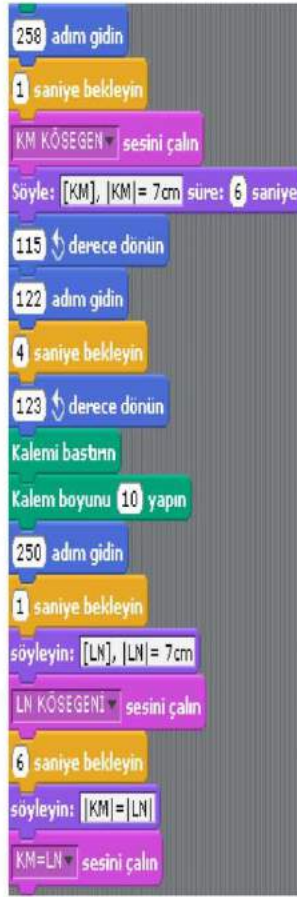 258 adım gidin
1 saniye bekleyin
KM KÖSEGEN sesini çalın
Söyle: [KM], |KM|= 7cm süre: 6 saniye
115 derece dönün
122 adım gidin
4 saniye bekleyin
123 derece dönün
Kalemi bastırın
Kalem boyunu 10 yapın
250 adım gidin
1 saniye bekleyin
söyleyin: [LN], |LN|= 7cm
LN KÖSEGENİ sesini çalın
6 saniye bekleyin
söyleyin: |KM|=|LN|
KM=LN sesini çalın